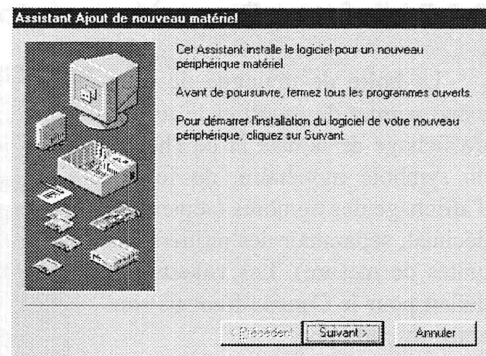 Assistant Ajout de nouveau matériel
Cet Assistant installe le logiciel pour un nouveau
périphérique matériel.
Avant de poursuivre, fermez tous les programmes ouverts.
Pour démarrer l'installation du logiciel de votre nouveau
périphérique, cliquez sur Suivant.
< Précédent
Suivant >
Annuler